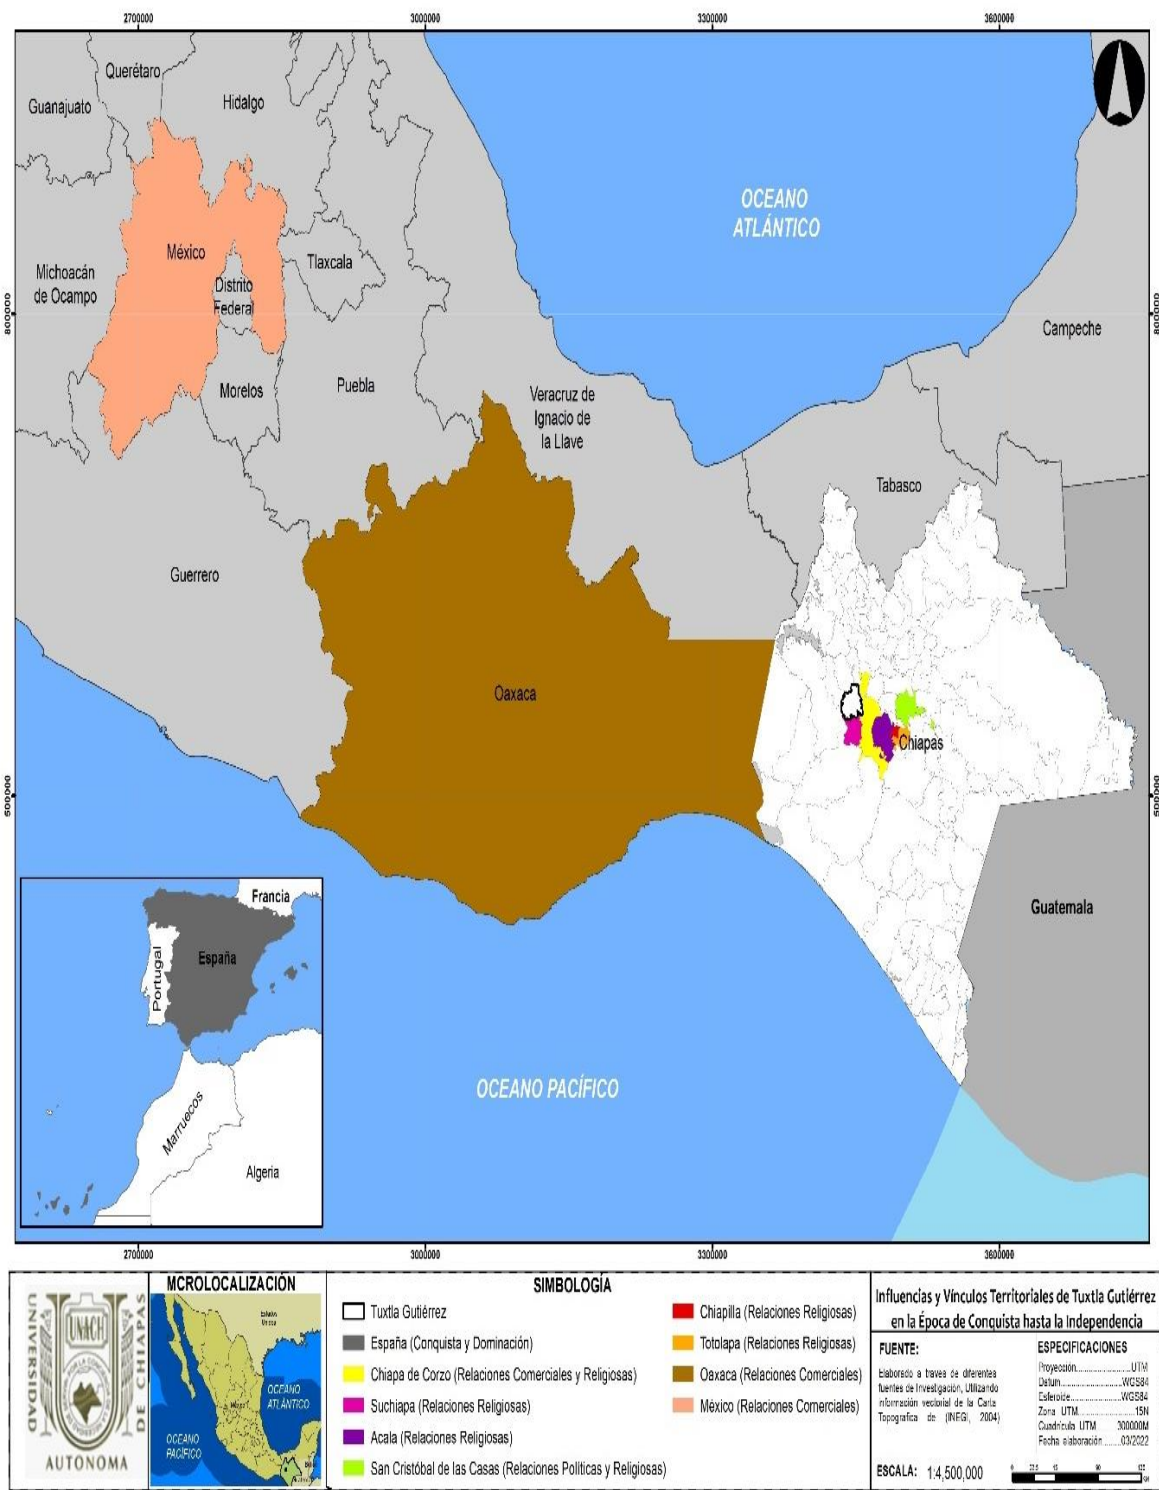 2700000
3000000
3300000
3600000
Querétaro
Guanajuato
Hidalgo
OCEANO
ATLÁNTICO
México
Tlaxcala
Michoacán
de Ocampo
Distrito
Federal
800000
800000
Campeche
Morelos
Puebla
Veracruz de
Ignacio de
la Llave
Tabasco
Guerrero
Oaxaca
Chiapas
Guatemala
Francia
España
Portugal
Marruecos
Algeria
OCEANO PACÍFICO
2700000
3000000
3300000
3600000
UNIVERSIDAD
UNACH
DE CHIAPAS
AUTONOMA
MCROLOCALIZACIÓN
Estados
OCEANO
ATLÁNTICO
OCEANO
PACÍFICO
SIMBOLOGÍA
Tuxtla Gutiérrez
España (Conquista y Dominación)
Chiapa de Corzo (Relaciones Comerciales y Religiosas)
Suchiapa (Relaciones Religiosas)
Acala (Relaciones Religiosas)
San Cristóbal de las Casas (Relaciones Políticas y Religiosas)
Chiapilla (Relaciones Religiosas)
Totolapa (Relaciones Religiosas)
Oaxaca (Relaciones Comerciales)
México (Relaciones Comerciales)
Influencias y Vínculos Territoriales de Tuxtla Gutiérrez
en la Época de Conquista hasta la Independencia
FUENTE:
Elaborado a traves de diferentes
fuentes de Investigación, Utilizando
información vectorial de la Carta
Topografica de (INEGI, 2004)
ESPECIFICACIONES
Proyección..................UTM
Datum..................WGS84
Esferoide..................WGS84
Zona UTM..................15N
Cuadrícula UTM 300000M
Fecha elaboración ......03/2022
ESCALA: 1:4,500,000